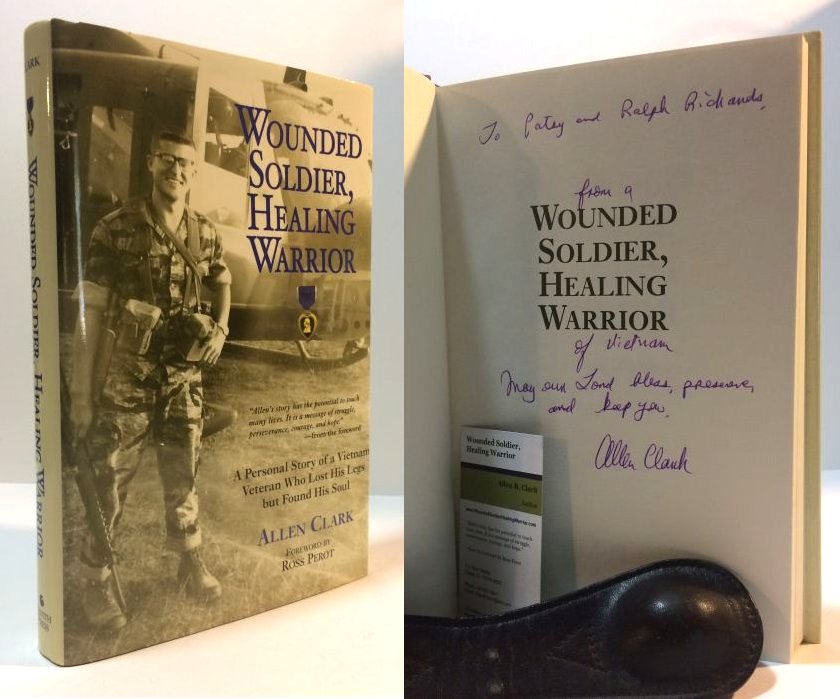 CLARK
WOUNDED SOLDIER, HEALING WARRIOR
6
WOUNDED
SOLDIER,
HEALING
WARRIOR
"Allen's story has the potential to touch
many lives. It is a message of struggle,
perseverance, courage, and hope."
—from the foreword
A Personal Story of a Vietnam
Veteran Who Lost His Legs
but Found His Soul
ALLEN CLARK
FOREWORD BY
ROSS PEROT
To Patsy and Ralph Richards,
from a
WOUNDED
SOLDIER,
HEALING
WARRIOR
of Vietnam
May our Lord bless, preserve,
and keep you.
Allen Clark
Wounded Soldier,
Healing Warrior
Allen B. Clark
Author